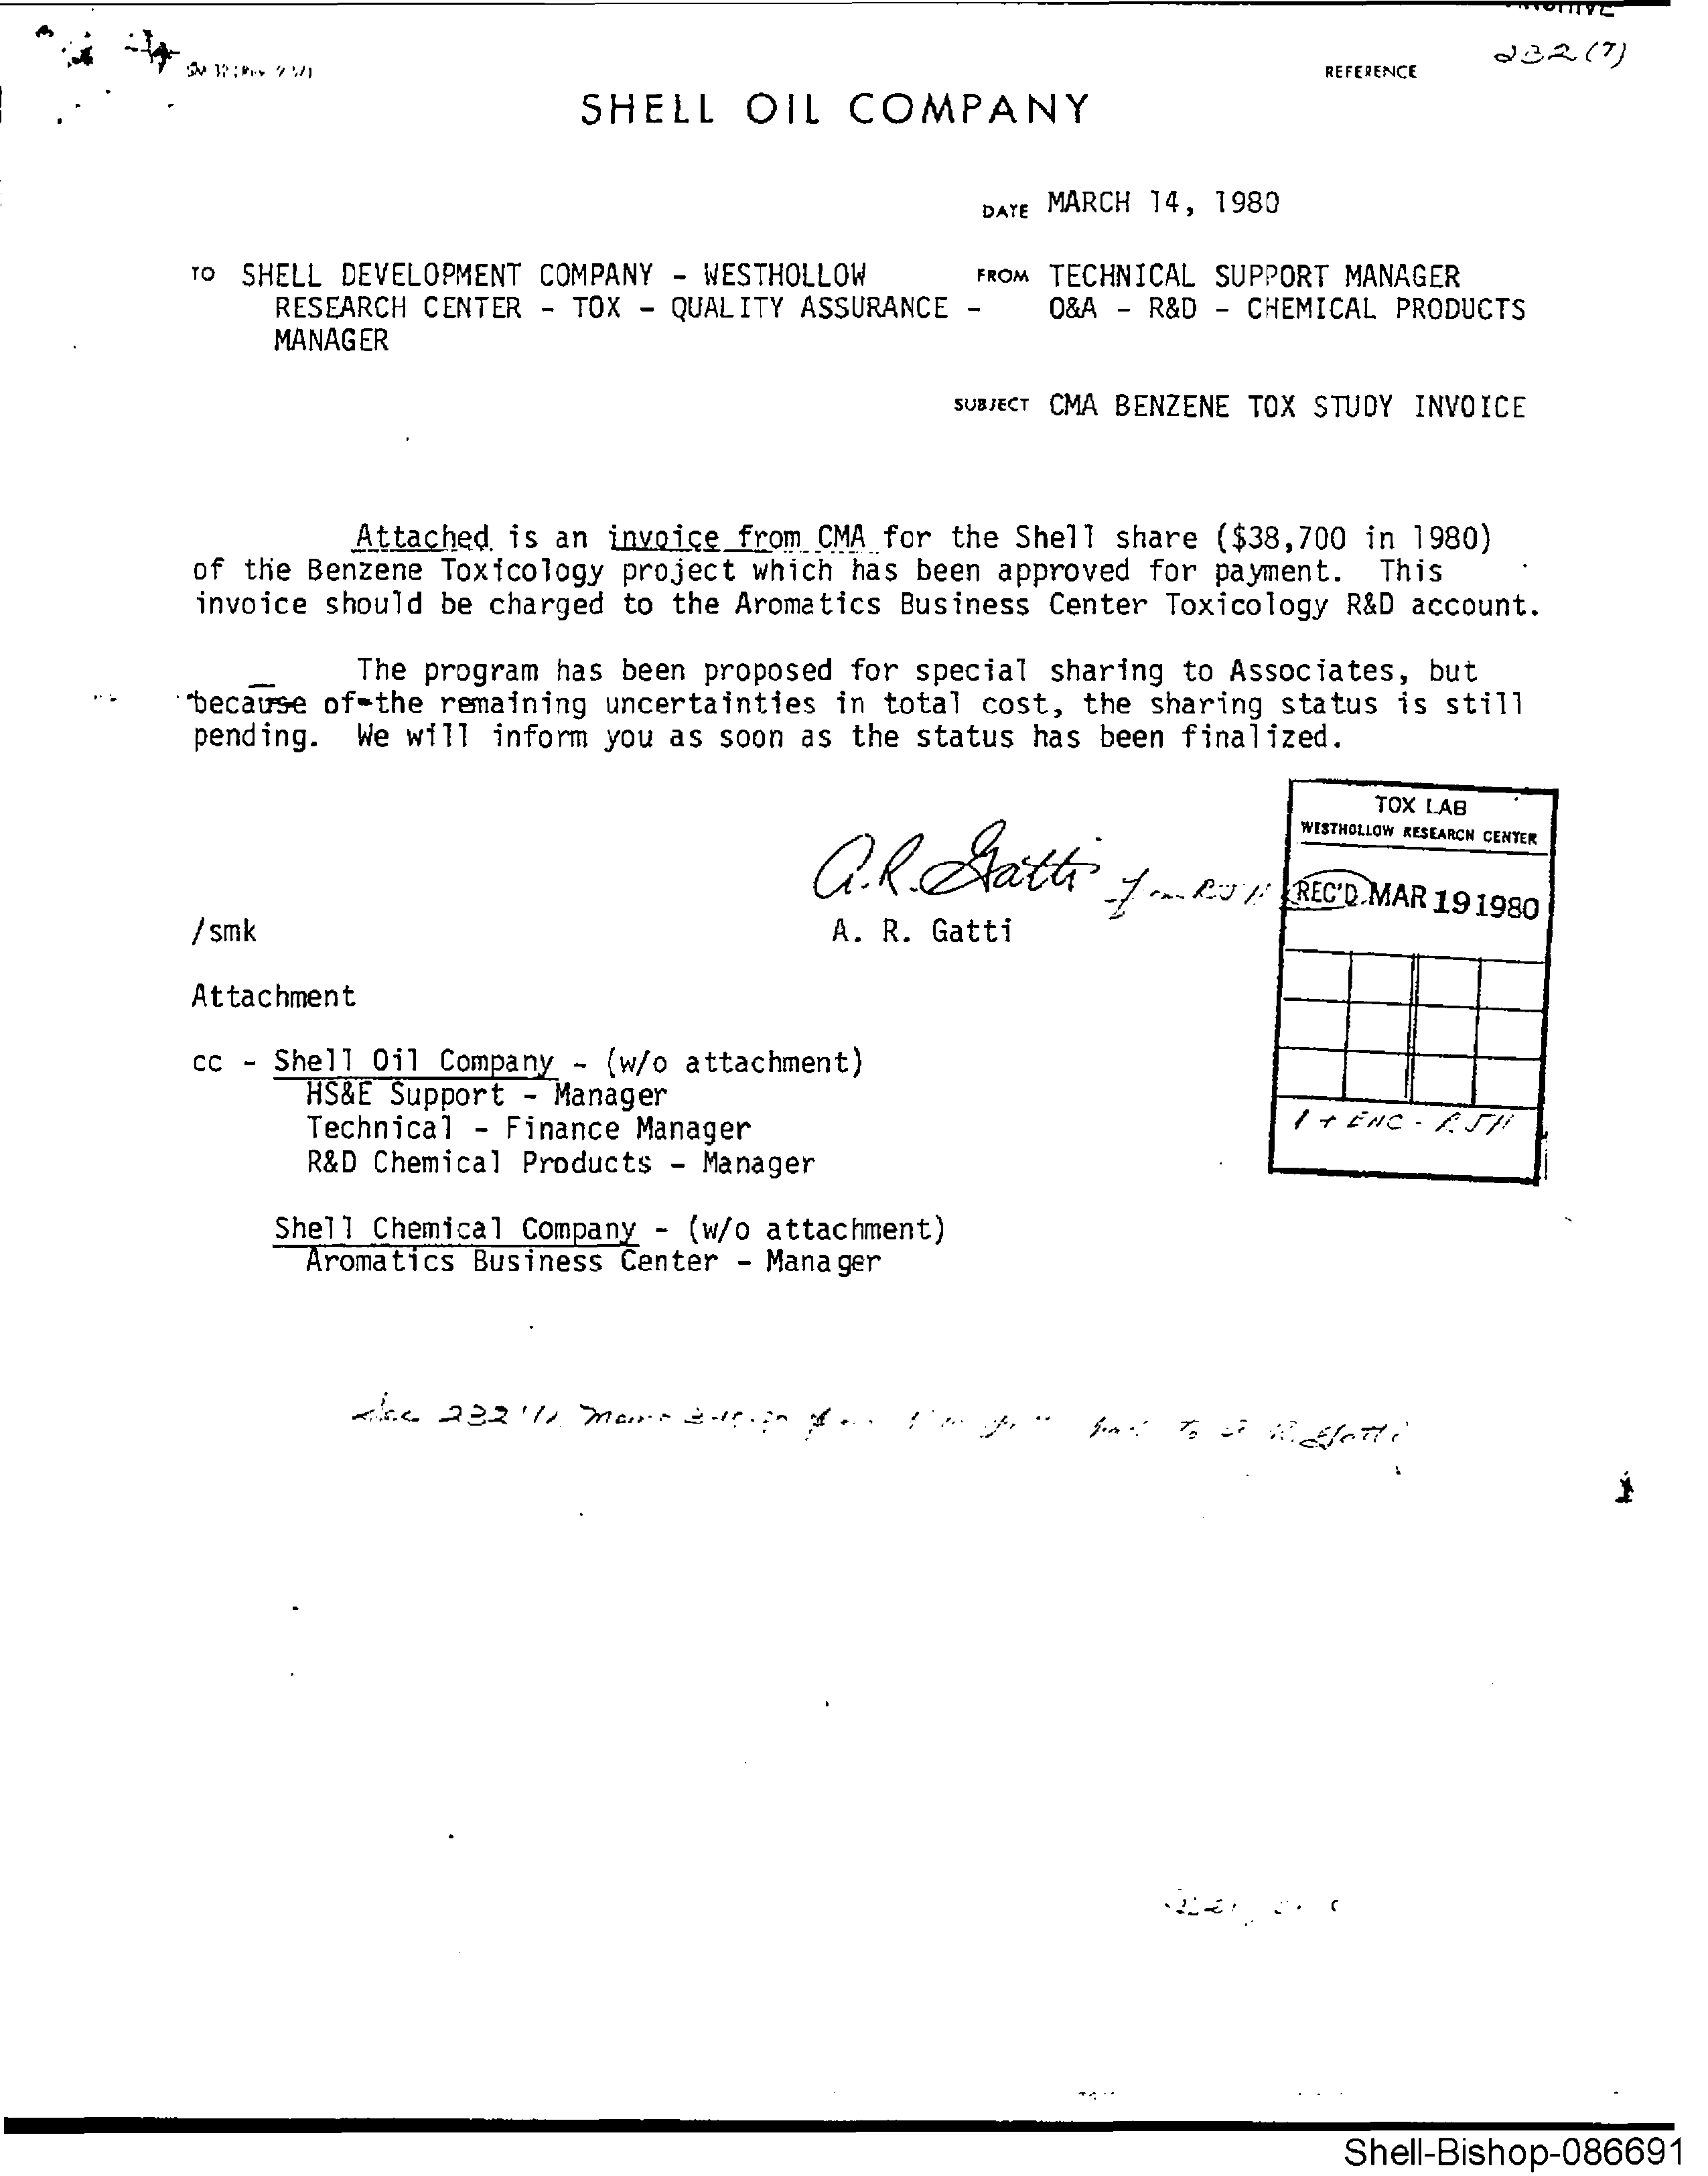 232(7)
REFERENCE
SHELL OIL COMPANY
DATE MARCH 14, 1980
TO SHELL DEVELOPMENT COMPANY - WESTHOLLOW
RESEARCH CENTER - TOX - QUALITY ASSURANCE -
MANAGER
FROM TECHNICAL SUPPORT MANAGER
O&A - R&D - CHEMICAL PRODUCTS
SUBJECT CMA BENZENE TOX STUDY INVOICE
Attached is an invoice from CMA for the Shell share ($38,700 in 1980)
of the Benzene Toxicology project which has been approved for payment. This
invoice should be charged to the Aromatics Business Center Toxicology R&D account.
The program has been proposed for special sharing to Associates, but
because of the remaining uncertainties in total cost, the sharing status is still
pending. We will inform you as soon as the status has been finalized.
TOX LAB
WESTHOLLOW RESEARCH CENTER
A.R. Gatti
REC'D MAR 19 1980
/smk
A. R. Gatti
Attachment
cc - Shell Oil Company - (w/o attachment)
HS&E Support - Manager
Technical - Finance Manager
R&D Chemical Products - Manager
1 + ENC - RJH
Shell Chemical Company - (w/o attachment)
Aromatics Business Center - Manager
See 232 memo to Gatti
Shell-Bishop-086691